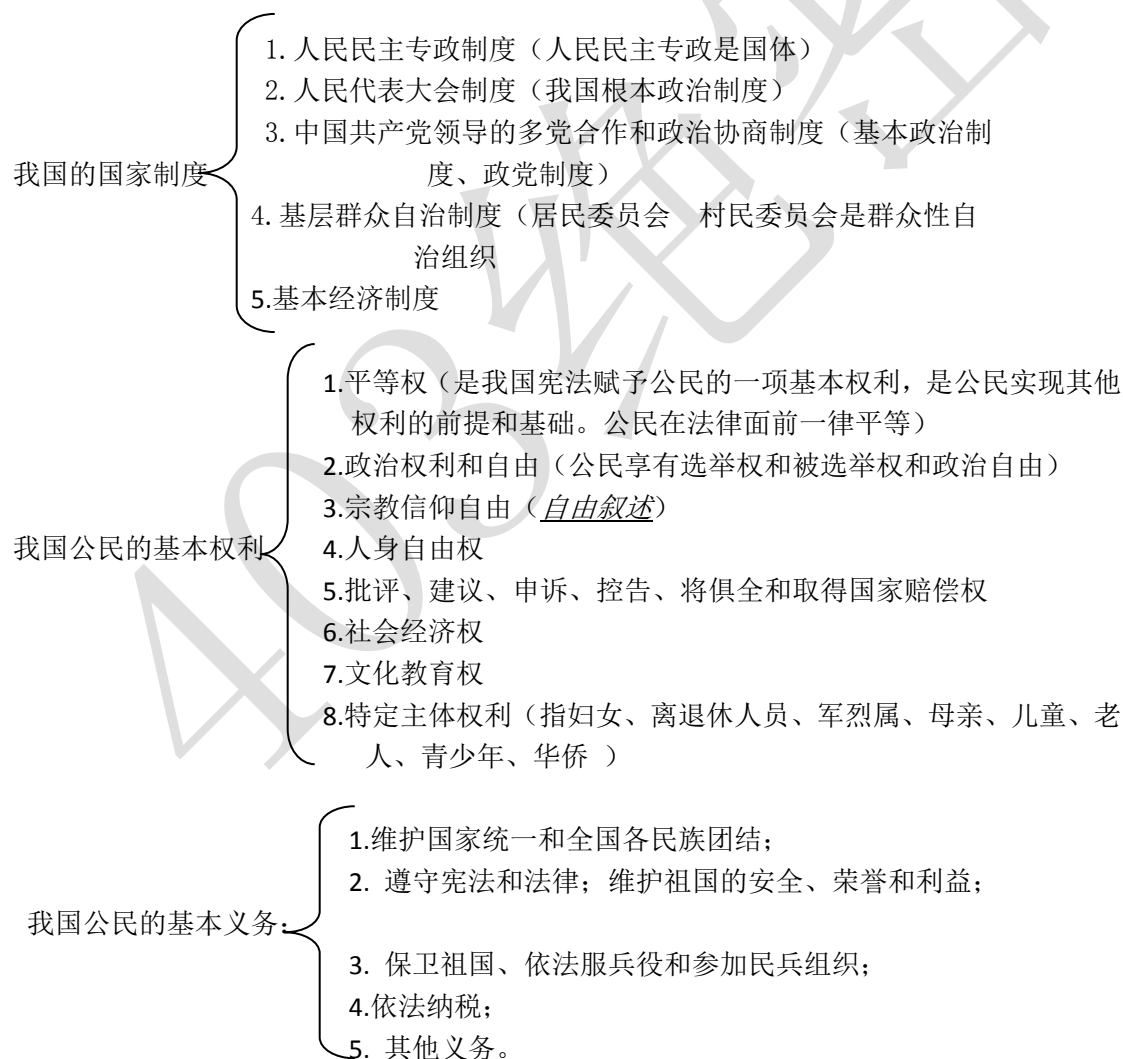 1.人民民主专政制度（人民民主专政是国体）
2.人民代表大会制度（我国根本政治制度）
3.中国共产党领导的多党合作和政治协商制度（基本政治制
度、政党制度）
我国的国家制度
4.基层群众自治制度（居民委员会　村民委员会是群众性自
治组织
5.基本经济制度
1.平等权（是我国宪法赋予公民的一项基本权利，是公民实现其他
权利的前提和基础。公民在法律面前一律平等）
2.政治权利和自由（公民享有选举权和被选举权和政治自由）
3.宗教信仰自由（自由叙述）
我国公民的基本权利
4.人身自由权
5.批评、建议、申诉、控告、将俱全和取得国家赔偿权
6.社会经济权
7.文化教育权
8.特定主体权利（指妇女、离退休人员、军烈属、母亲、儿童、老
人、青少年、华侨 ）
1.维护国家统一和全国各民族团结；
2. 遵守宪法和法律；维护祖国的安全、荣誉和利益；
我国公民的基本义务：
3. 保卫祖国、依法服兵役和参加民兵组织；
4.依法纳税；
5. 其他义务。